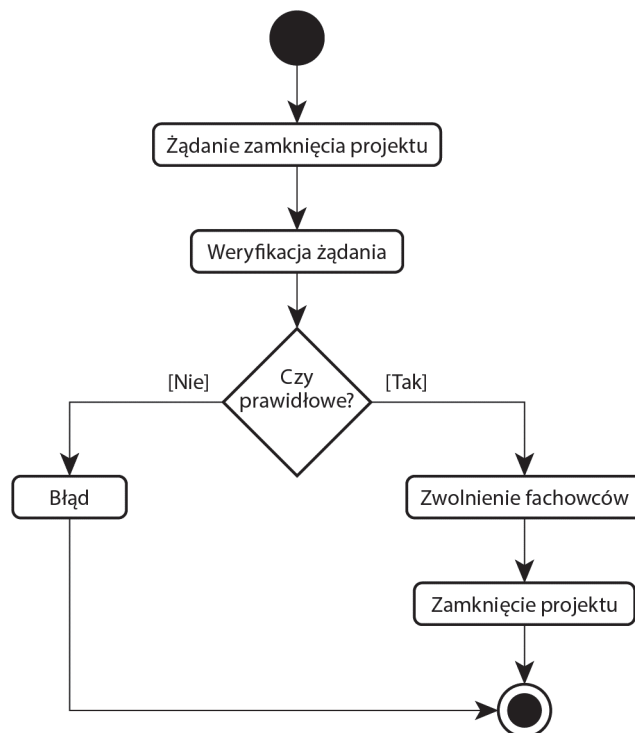 Żądanie zamknięcia projektu
Weryfikacja żądania
Czy
prawidłowe?
[Nie]
[Tak]
Błąd
Zwolnienie fachowców
Zamknięcie projektu